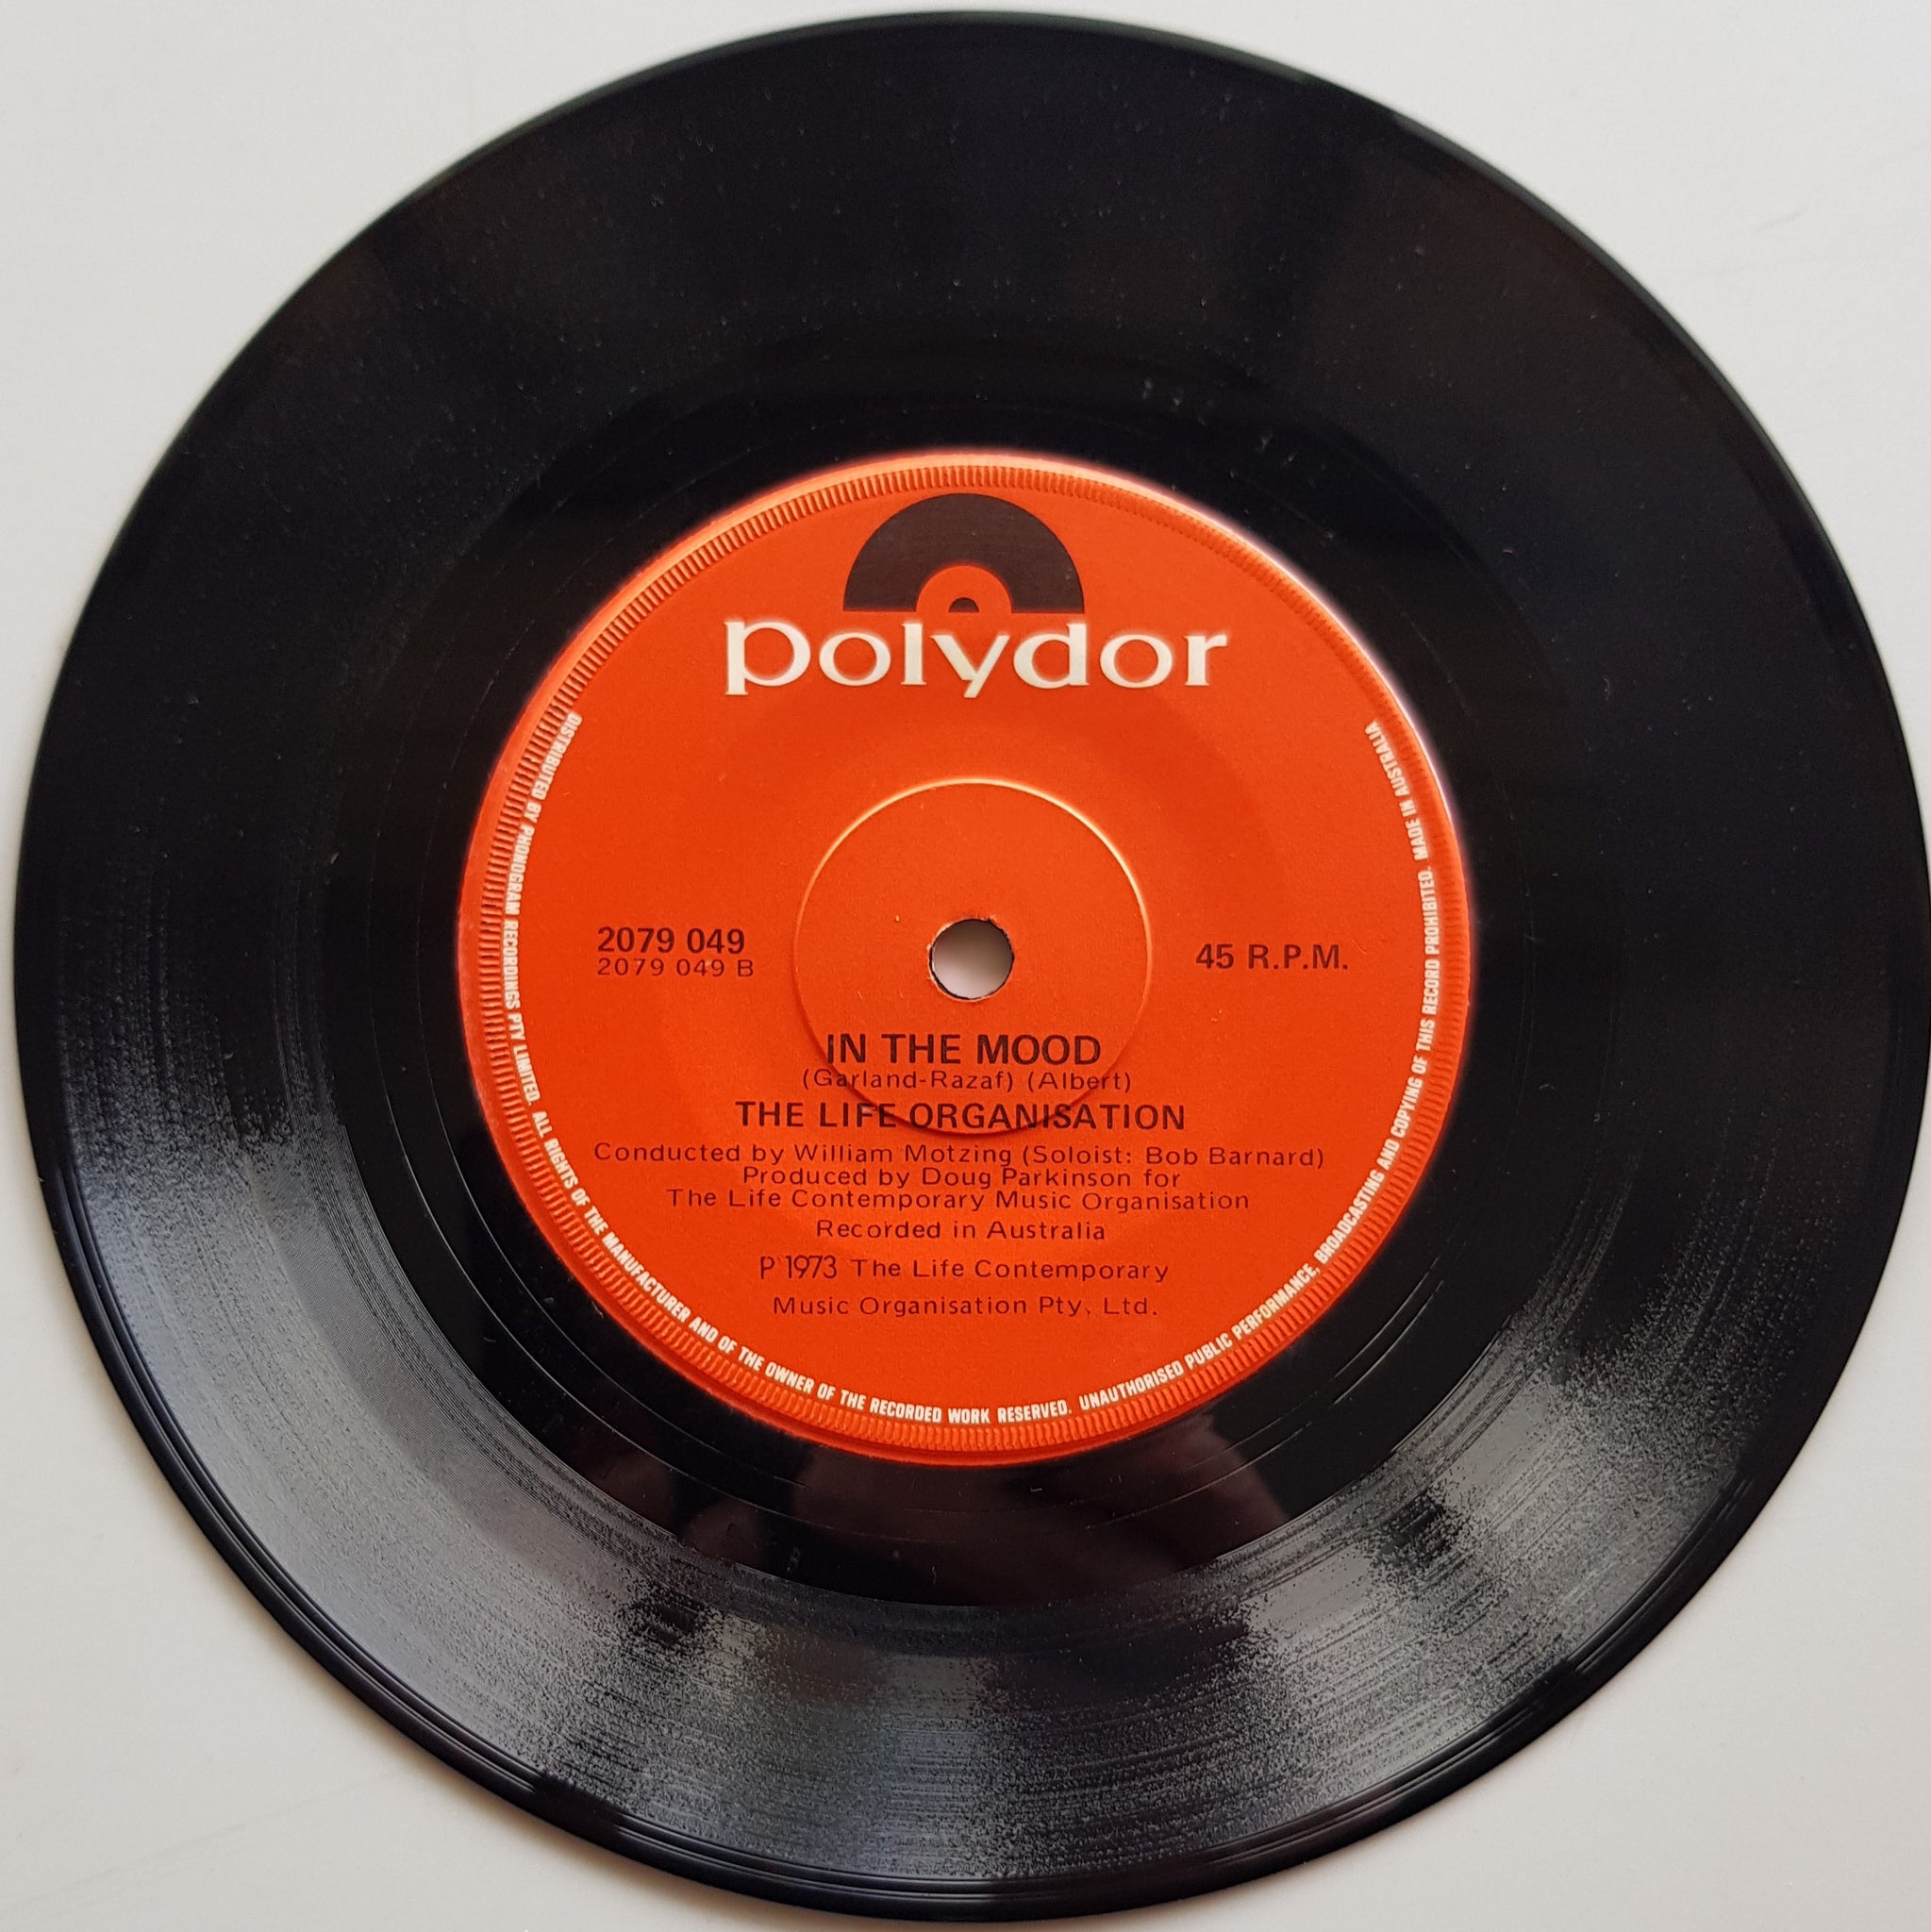 polydor
2079 049
2079 049 B
45 R.P.M.
IN THE MOOD
(Garland-Razaf) (Albert)
THE LIFE ORGANISATION
Conducted by William Motzing (Soloist: Bob Barnard)
Produced by Doug Parkinson for
The Life Contemporary Music Organisation
Recorded in Australia
P 1973 The Life Contemporary
Music Organisation Pty, Ltd.
DISTRIBUTED BY PHONOGRAM RECORDINGS PTY LIMITED. ALL RIGHTS OF THE MANUFACTURER AND OF THE OWNER OF THE RECORDED WORK RESERVED. UNAUTHORISED PUBLIC PERFORMANCE, BROADCASTING AND COPYING OF THIS RECORD PROHIBITED. MADE IN AUSTRALIA